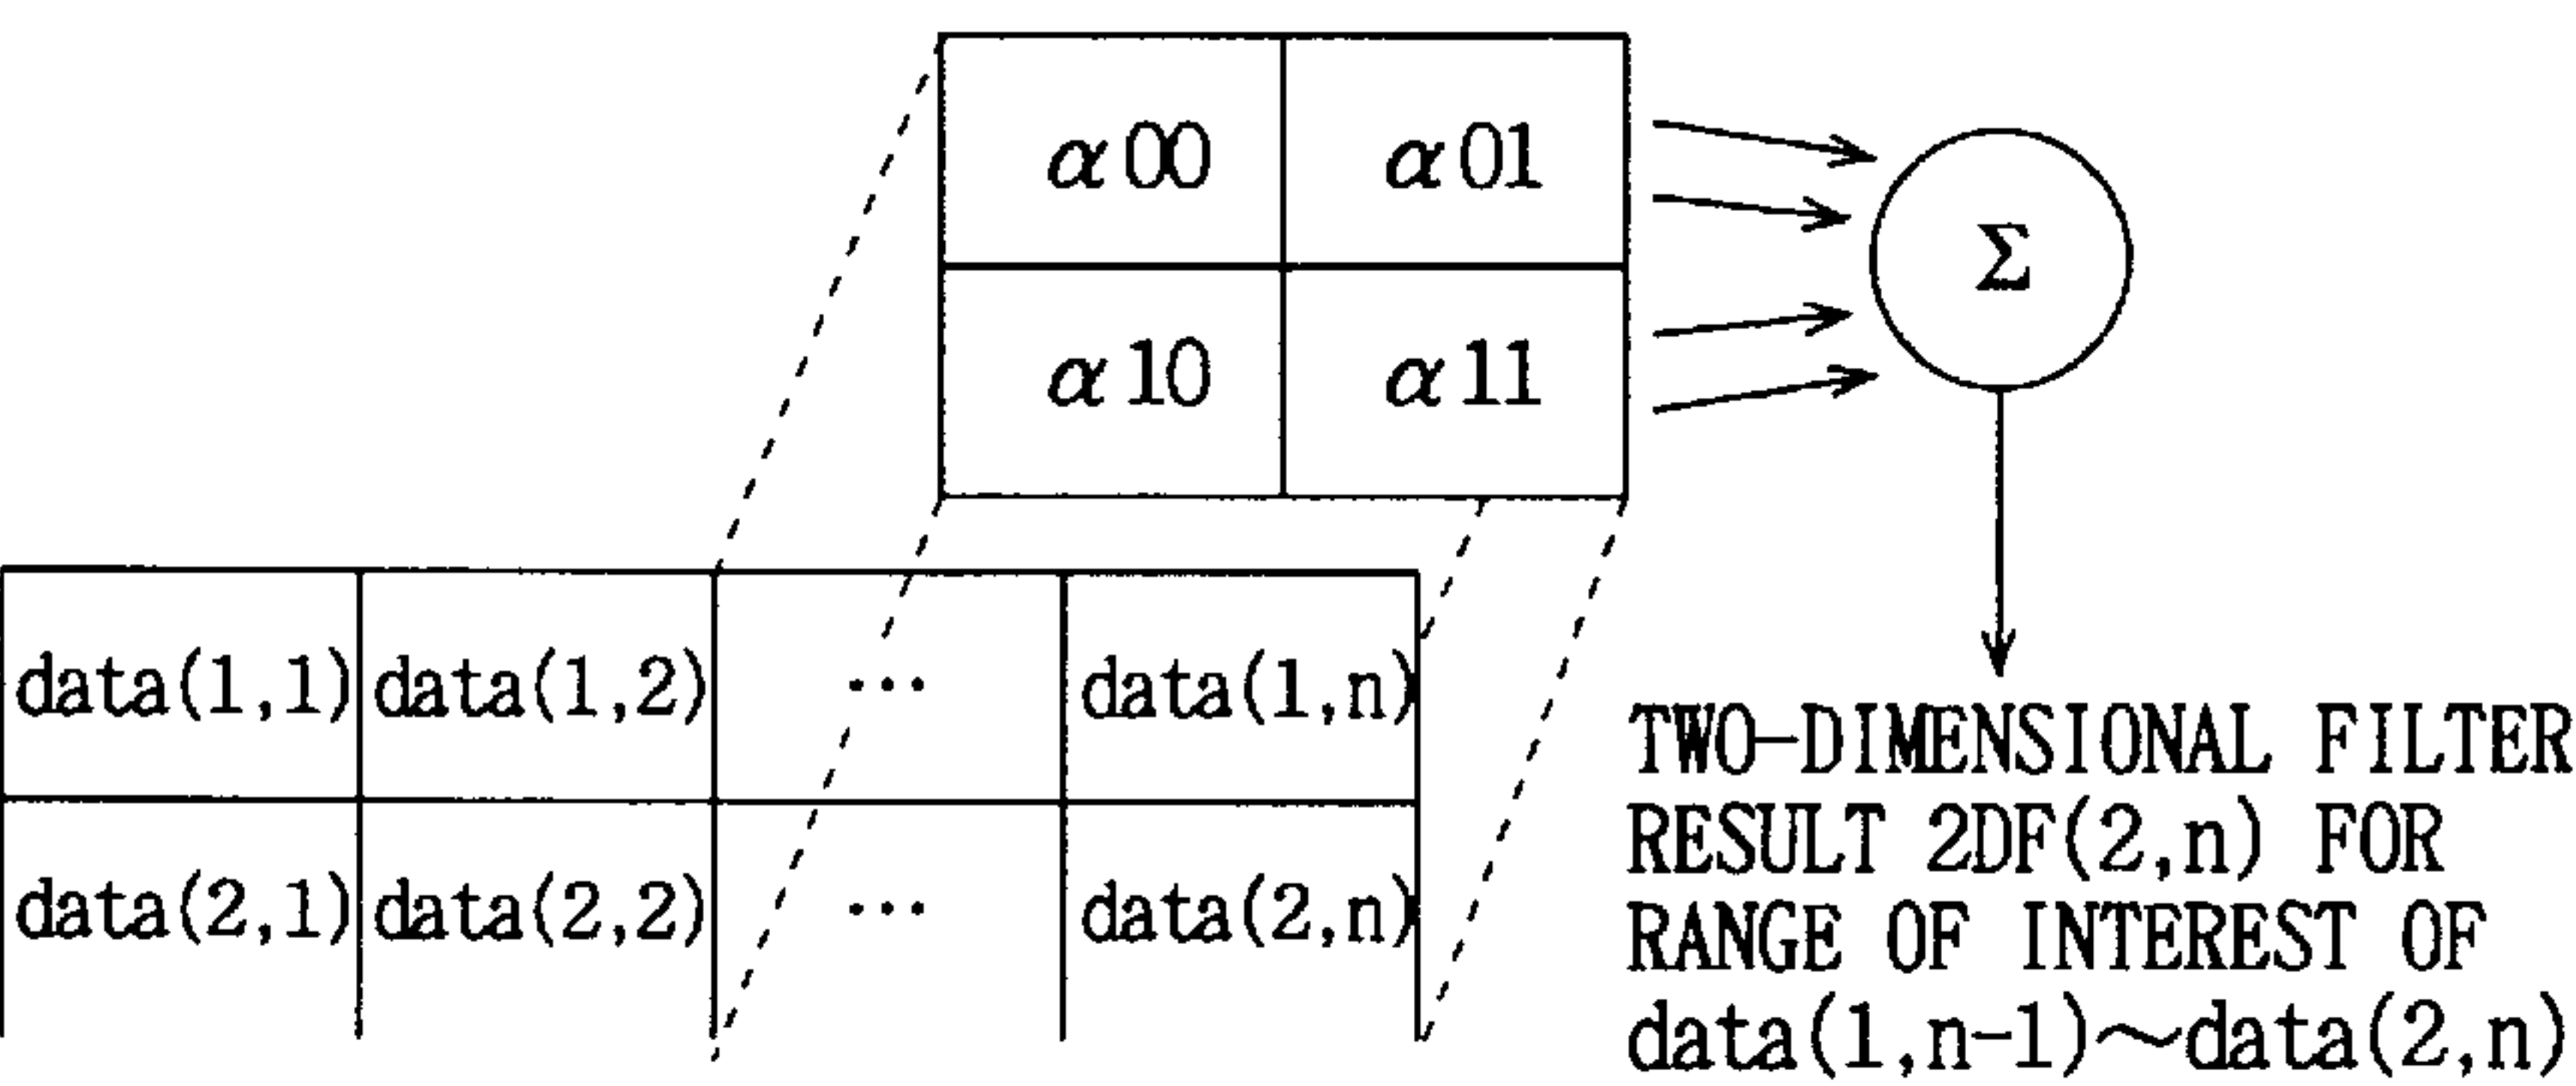 α00 α01
Σ
α10 α11
data(1,1) data(1,2) ··· data(1,n)
data(2,1) data(2,2) ··· data(2,n)
TWO-DIMENSIONAL FILTER
RESULT 2DF(2,n) FOR
RANGE OF INTEREST OF
data(1,n-1)～data(2,n)